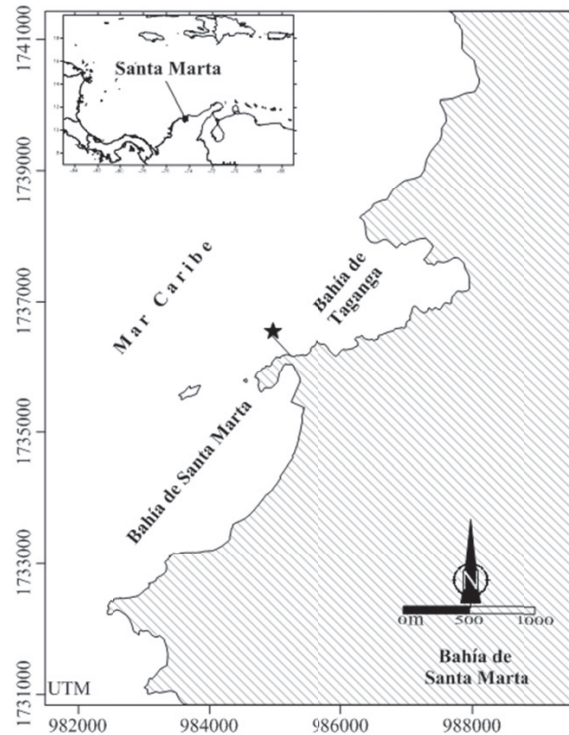 Santa Marta
Mar Caribe
Bahía de
Taganga
Bahía de Santa Marta
N
0m 500 1000
Bahía de
Santa Marta
UTM
1741000
1739000
1737000
1735000
1733000
1731000
982000 984000 986000 988000